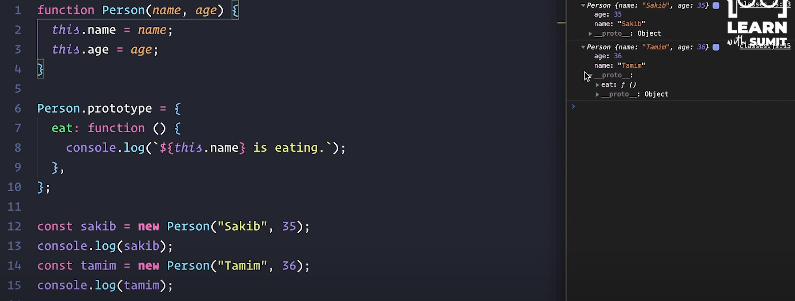 1 function Person(name, age) {
2 this.name = name;
3 this.age = age;
4 }
5
6 Person.prototype = {
7 eat: function () {
8 console.log(`${this.name} is eating.`);
9 },
10 };
11
12 const sakib = new Person("Sakib", 35);
13 console.log(sakib);
14 const tamim = new Person("Tamim", 36);
15 console.log(tamim);
▼Person {name: "Sakib", age: 35}
age: 35
name: "Sakib"
▶__proto__: Object
▼Person {name: "Tamim", age: 36}
age: 36
name: "Tamim"
__proto__:
▶eat: ƒ ()
▶__proto__: Object
>
LEARN
with SUMIT